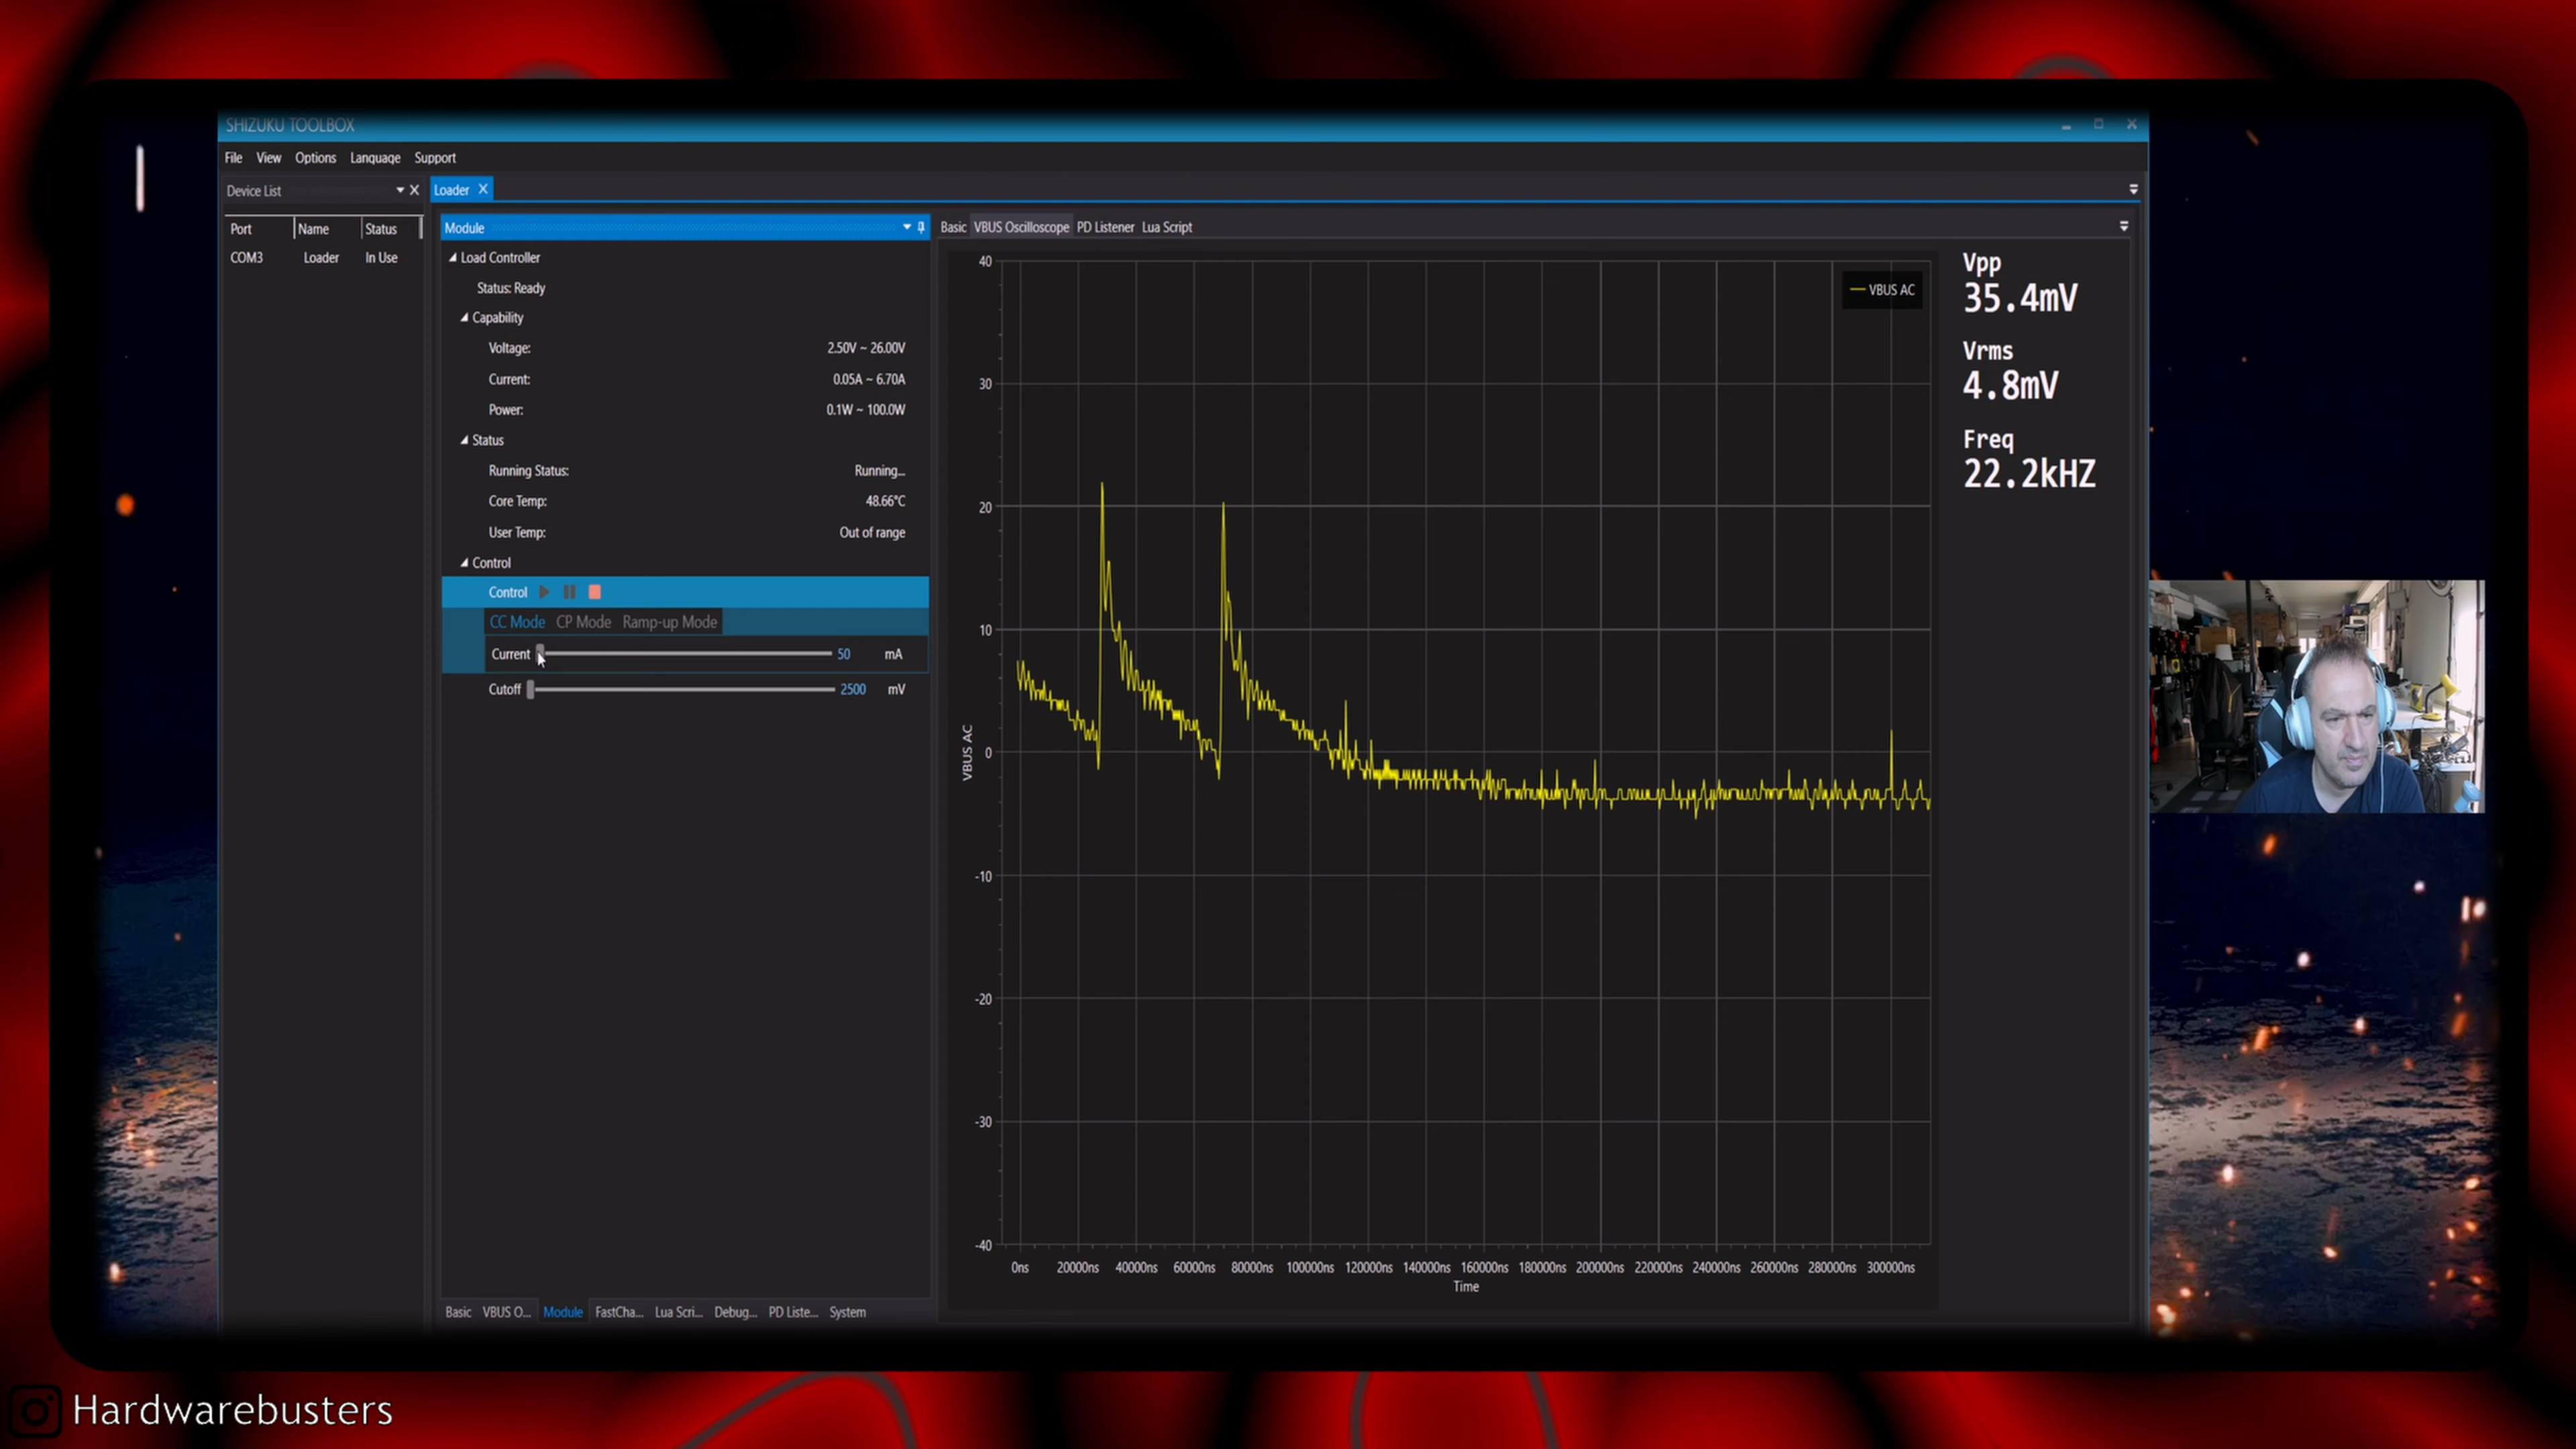 SHIZUKU TOOLBOX
File View Options Language Support
Device List
Port Name Status
COM3 Loader In Use
Loader
Module
Load Controller
Status: Ready
Capability
Voltage: 2.50V ~ 26.00V
Current: 0.05A ~ 6.70A
Power: 0.1W ~ 100.0W
Status
Running Status: Running...
Core Temp: 48.66°C
User Temp: Out of range
Control
Control
CC Mode CP Mode Ramp-up Mode
Current 50 mA
Cutoff 2500 mV
Basic VBUS O... Module FastCha... Lua Scri... Debug... PD Liste... System
Basic VBUS Oscilloscope PD Listener Lua Script
40
30
20
10
0
-10
-20
-30
-40
VBUS AC
VBUS AC
0ns 20000ns 40000ns 60000ns 80000ns 100000ns 120000ns 140000ns 160000ns 180000ns 200000ns 220000ns 240000ns 260000ns 280000ns 300000ns
Time
Vpp
35.4mV
Vrms
4.8mV
Freq
22.2kHZ
Hardwarebusters